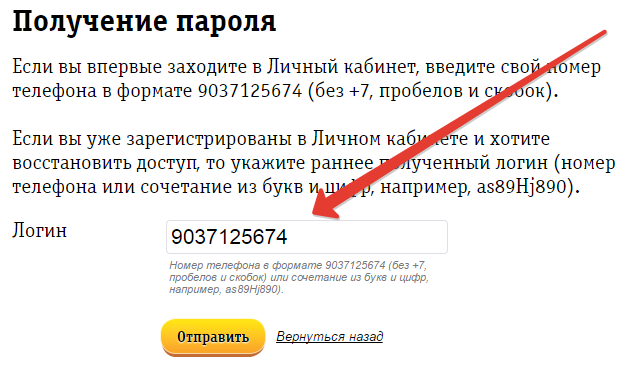 Получение пароля
Если вы впервые заходите в Личный кабинет, введите свой номер
телефона в формате 9037125674 (без +7, пробелов и скобок).
Если вы уже зарегистрированы в Личном кабинете и хотите
восстановить доступ, то укажите раннее полученный логин (номер
телефона или сочетание из букв и цифр, например, as89Hj890).
Логин
9037125674
Номер телефона в формате 9037125674 (без +7,
пробелов и скобок) или сочетание из букв и цифр,
например, as89Hj890).
Отправить Вернуться назад